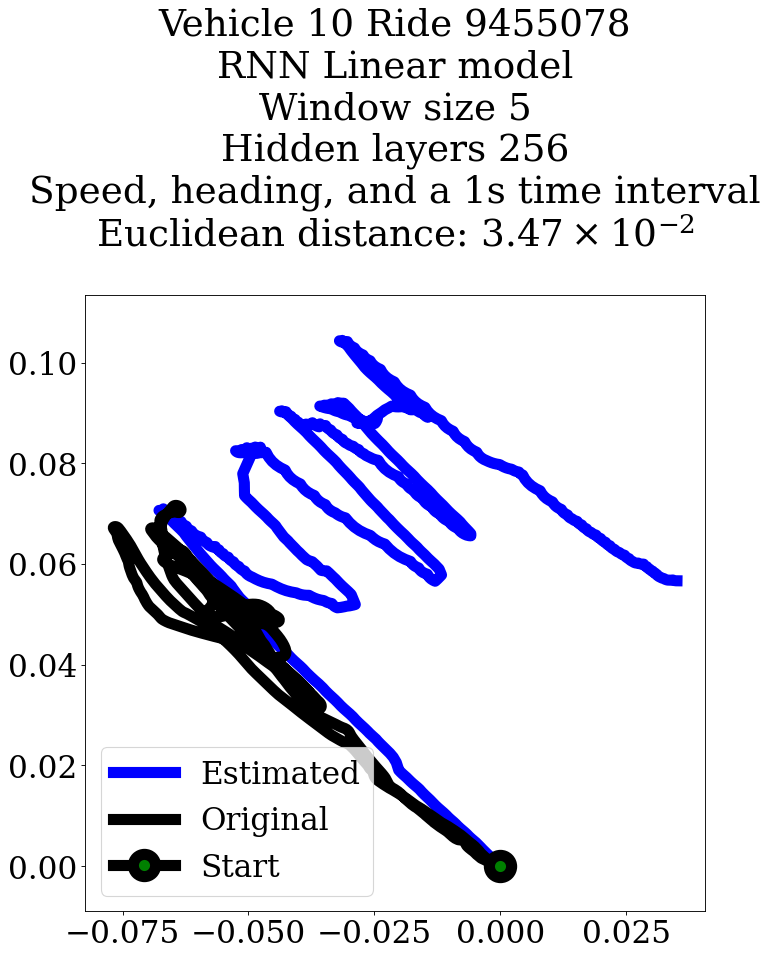 Vehicle 10 Ride 9455078
RNN Linear model
Window size 5
Hidden layers 256
Speed, heading, and a 1s time interval
Euclidean distance: 3.47 × 10⁻²
0.10
0.08
0.06
0.04
0.02
0.00
Estimated
Original
Start
−0.075 −0.050 −0.025 0.000 0.025